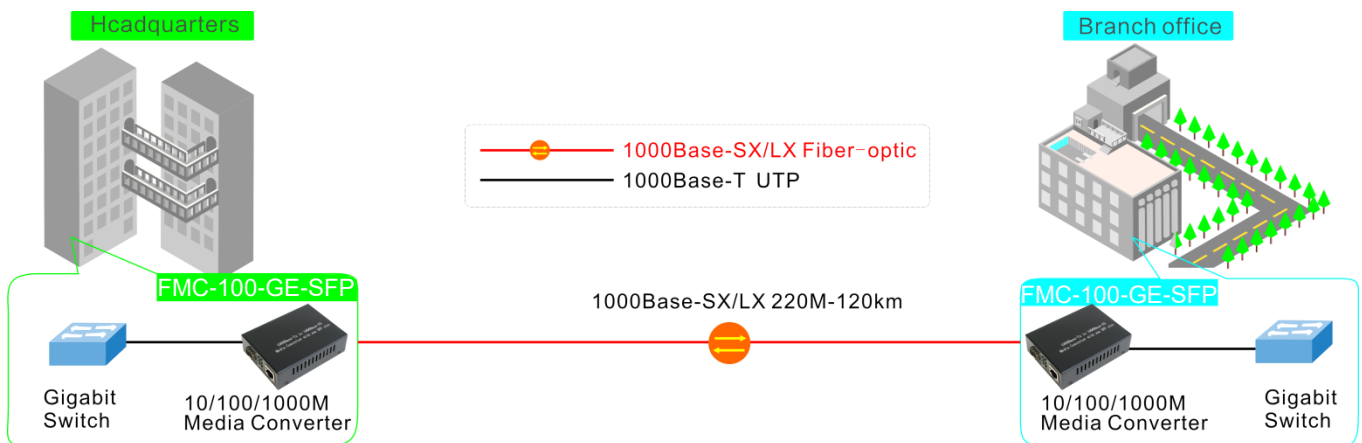 Hcadquarters
Branch office
1000Base-SX/LX Fiber-optic
1000Base-T UTP
FMC-100-GE-SFP
1000Base-SX/LX 220M-120km
FMC-100-GE-SFP
Gigabit
Switch
10/100/1000M
Media Converter
10/100/1000M
Media Converter
Gigabit
Switch